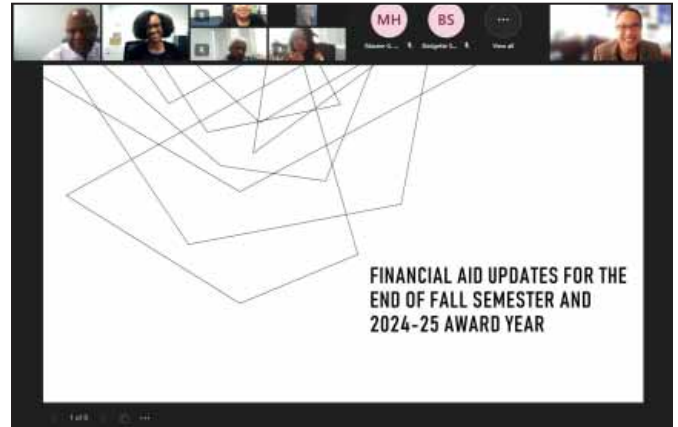 MH
BS
View all
FINANCIAL AID UPDATES FOR THE
END OF FALL SEMESTER AND
2024-25 AWARD YEAR